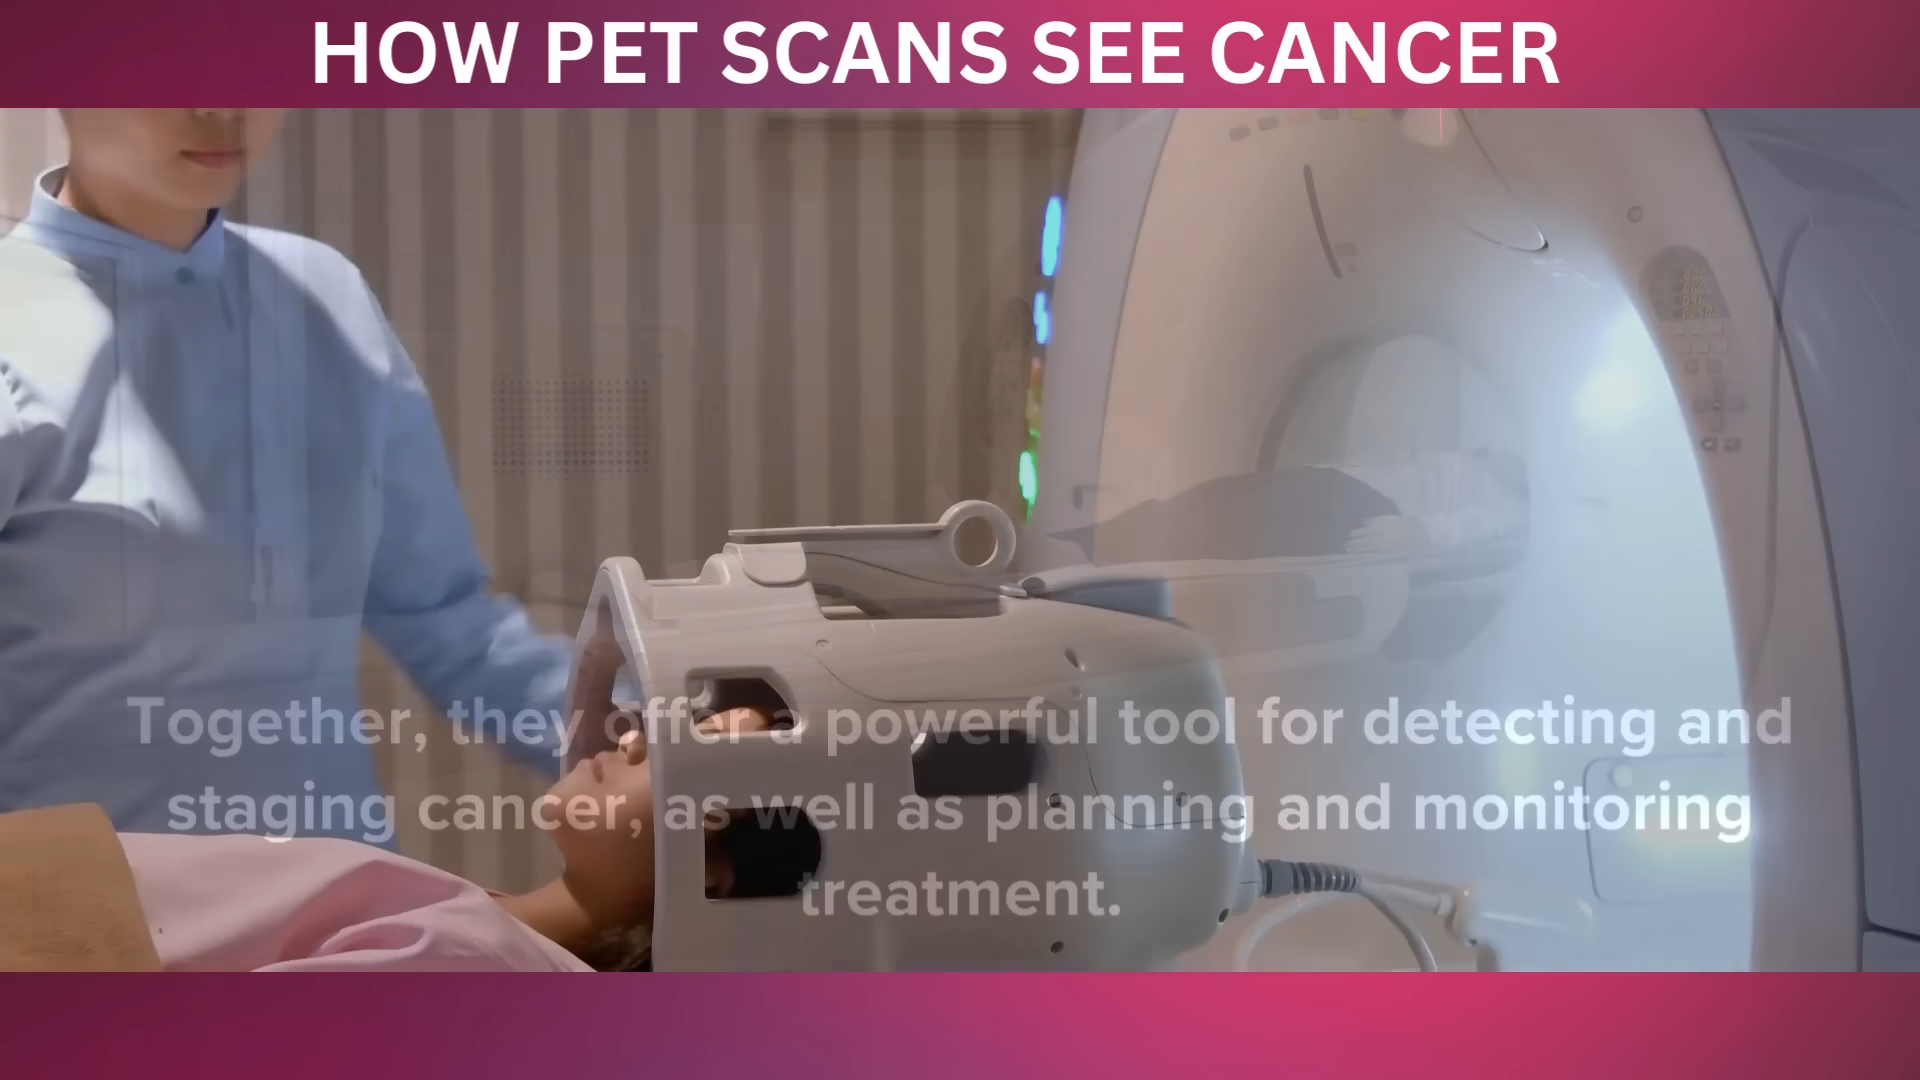 HOW PET SCANS SEE CANCER
Together, they offer a powerful tool for detecting and
staging cancer, as well as planning and monitoring
treatment.